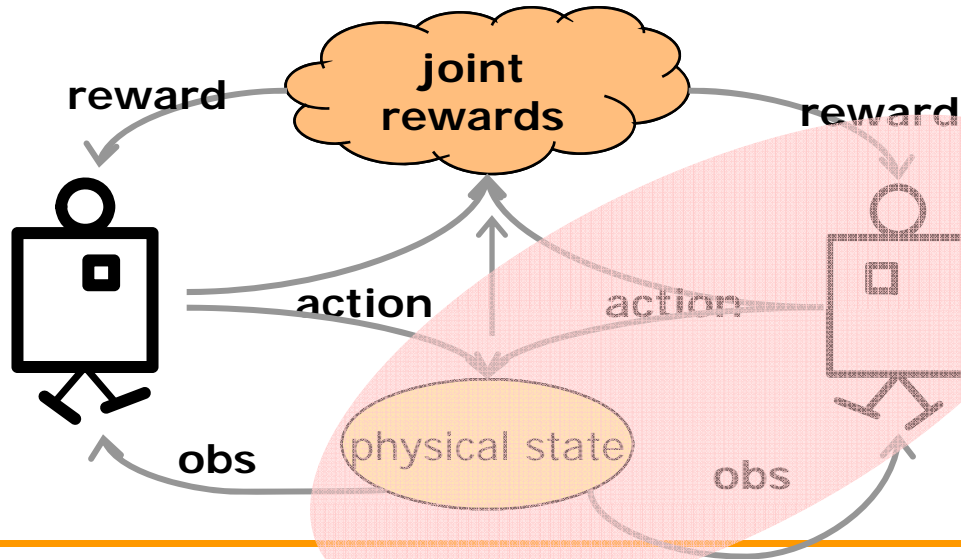 joint
rewards
reward
reward
action
action
physical state
obs
obs